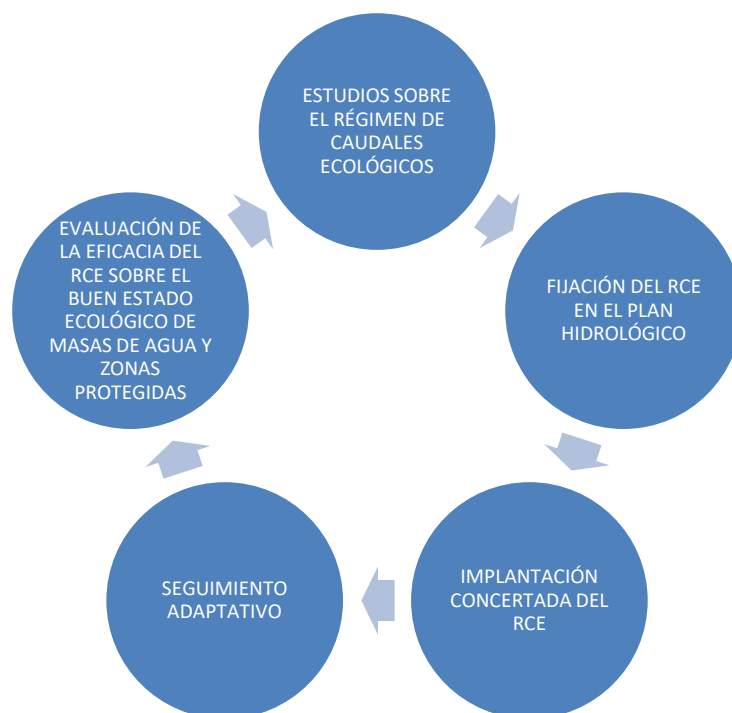 ESTUDIOS SOBRE
EL RÉGIMEN DE
CAUDALES
ECOLÓGICOS
FIJACIÓN DEL RCE
EN EL PLAN
HIDROLÓGICO
IMPLANTACIÓN
CONCERTADA DEL
RCE
SEGUIMIENTO
ADAPTATIVO
EVALUACIÓN DE
LA EFICACIA DEL
RCE SOBRE EL
BUEN ESTADO
ECOLÓGICO DE
MASAS DE AGUA Y
ZONAS
PROTEGIDAS